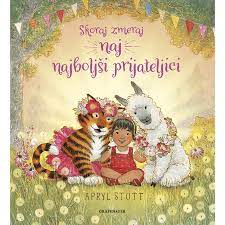 Skoraj zmeraj
naj
najboljši prijateljici
APRYL STOTT
GRAFENAUER